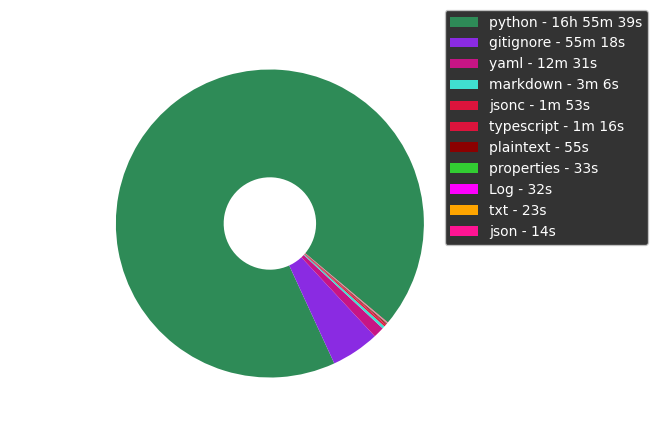 python - 16h 55m 39s
gitignore - 55m 18s
yaml - 12m 31s
markdown - 3m 6s
jsonc - 1m 53s
typescript - 1m 16s
plaintext - 55s
properties - 33s
Log - 32s
txt - 23s
json - 14s